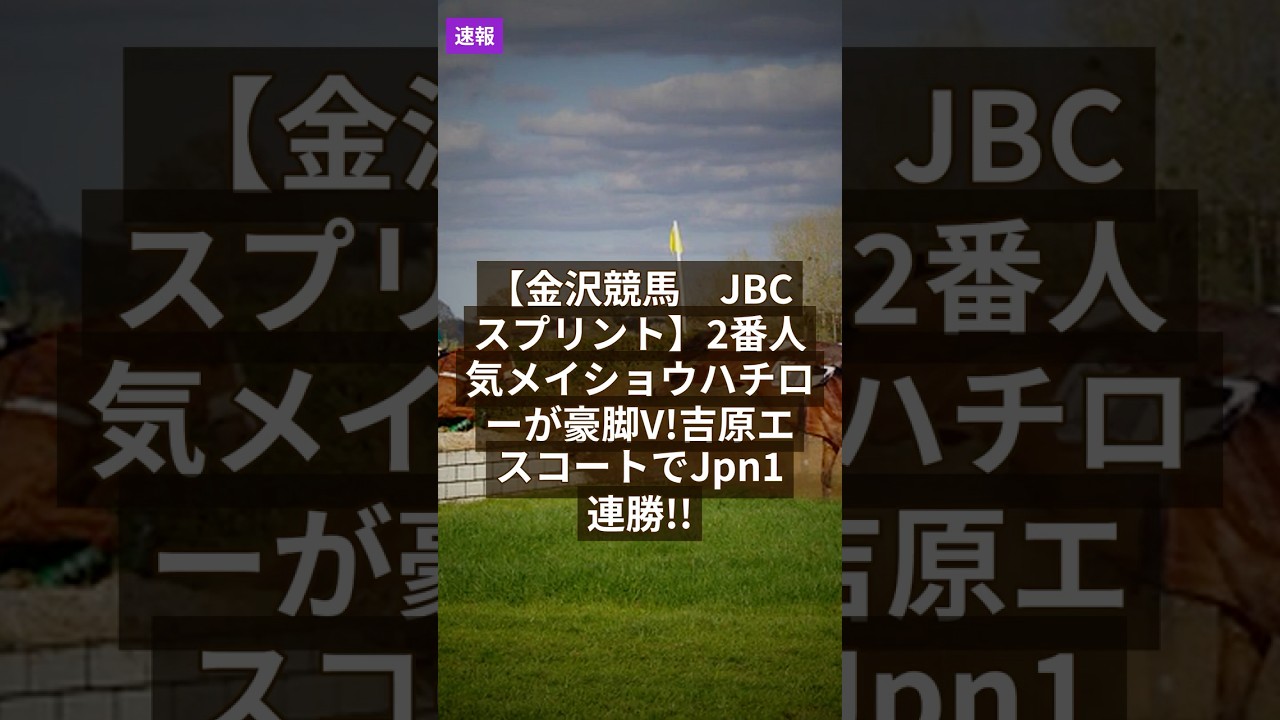 速報
【金沢競馬　JBC
スプリント】2番人
気メイショウハチロ
ーが豪脚V!吉原エ
スコートでJpn1
連勝!!